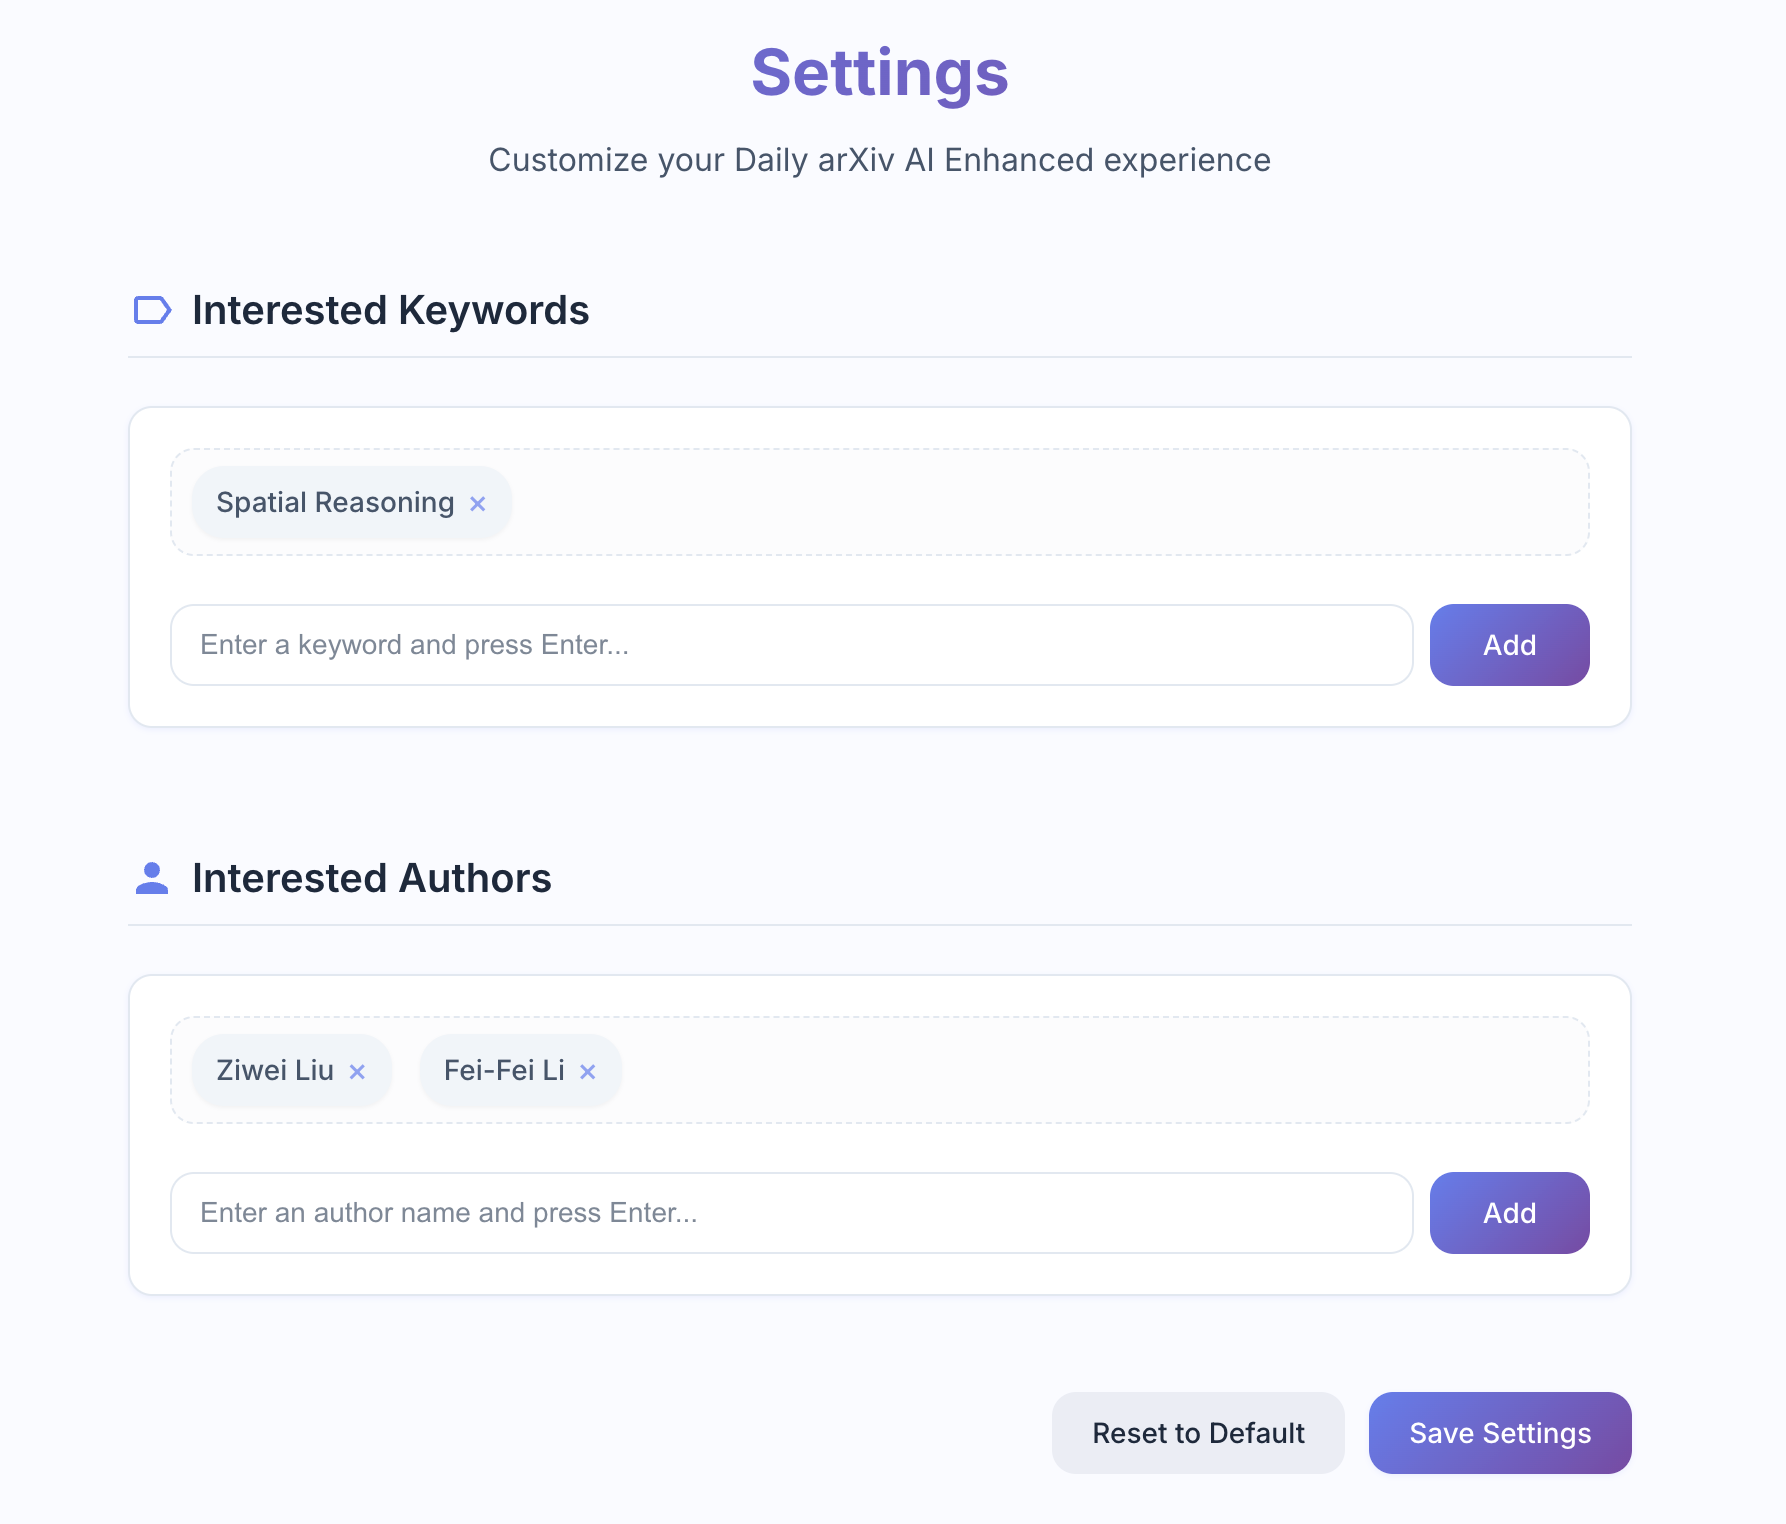 Settings
Customize your Daily arXiv AI Enhanced experience
Interested Keywords
Spatial Reasoning ×
Enter a keyword and press Enter...
Add
Interested Authors
Ziwei Liu × Fei-Fei Li ×
Enter an author name and press Enter...
Add
Reset to Default
Save Settings